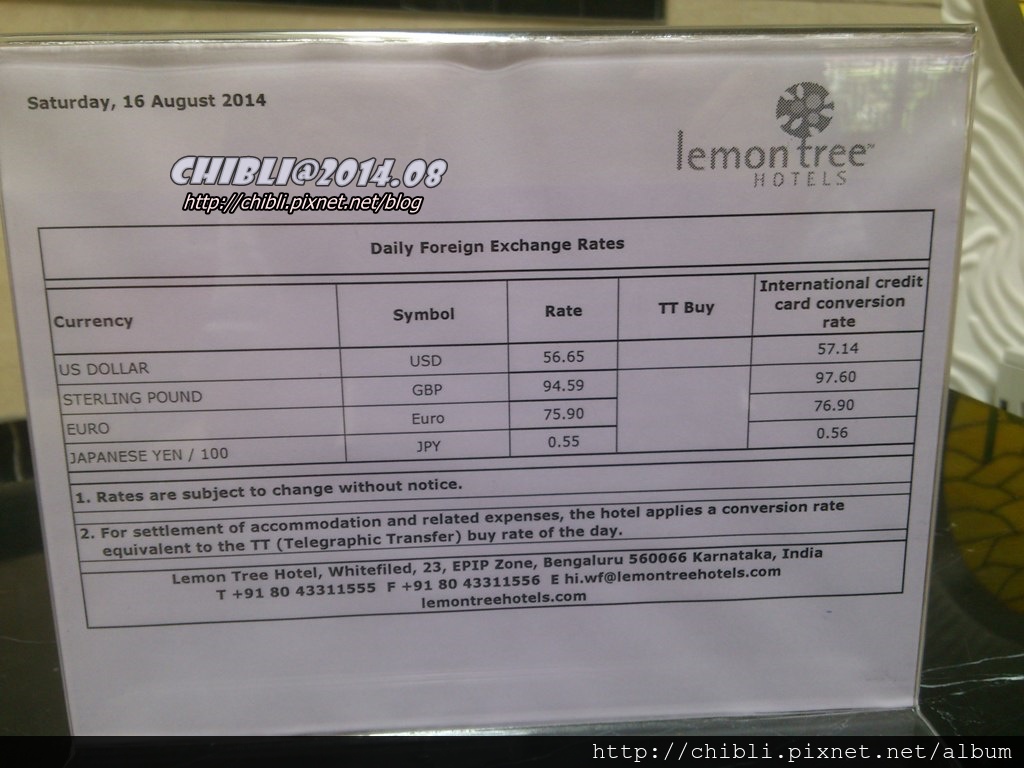 Saturday, 16 August 2014
lemon tree™
HOTELS
CHIBLI@2014.08
http://chibli.pixnet.net/blog
Daily Foreign Exchange Rates
Currency Symbol Rate TT Buy International credit card conversion rate
US DOLLAR USD 56.65 57.14
STERLING POUND GBP 94.59 97.60
EURO Euro 75.90 76.90
JAPANESE YEN / 100 JPY 0.55 0.56
1. Rates are subject to change without notice.
2. For settlement of accommodation and related expenses, the hotel applies a conversion rate
equivalent to the TT (Telegraphic Transfer) buy rate of the day.
Lemon Tree Hotel, Whitefiled, 23, EPIP Zone, Bengaluru 560066 Karnataka, India
T +91 80 43311555 F +91 80 43311556 E hi.wf@lemontreehotels.com
lemontreehotels.com
http://chibli.pixnet.net/album